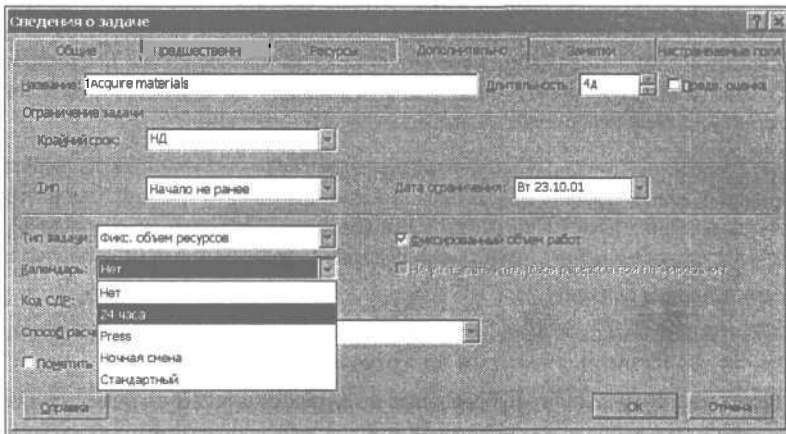 Сведения о задаче
Общие Предшественн Ресурсы Дополнительно Заметки Настраиваемые поля
Название: 1Acquire materials Длительность: 4д Предв. оценка
Ограничение задачи
Крайний срок: НД
Тип Начало не ранее Дата ограничения: Вт 23.10.01
Тип задачи: Фикс. объем ресурсов Фиксированный объем работ
Календарь: Нет
Нет
Код СДР: 24 часа
Способ расч Press
Пометить Ночная смена
Стандартный
Справка ОК Отмена